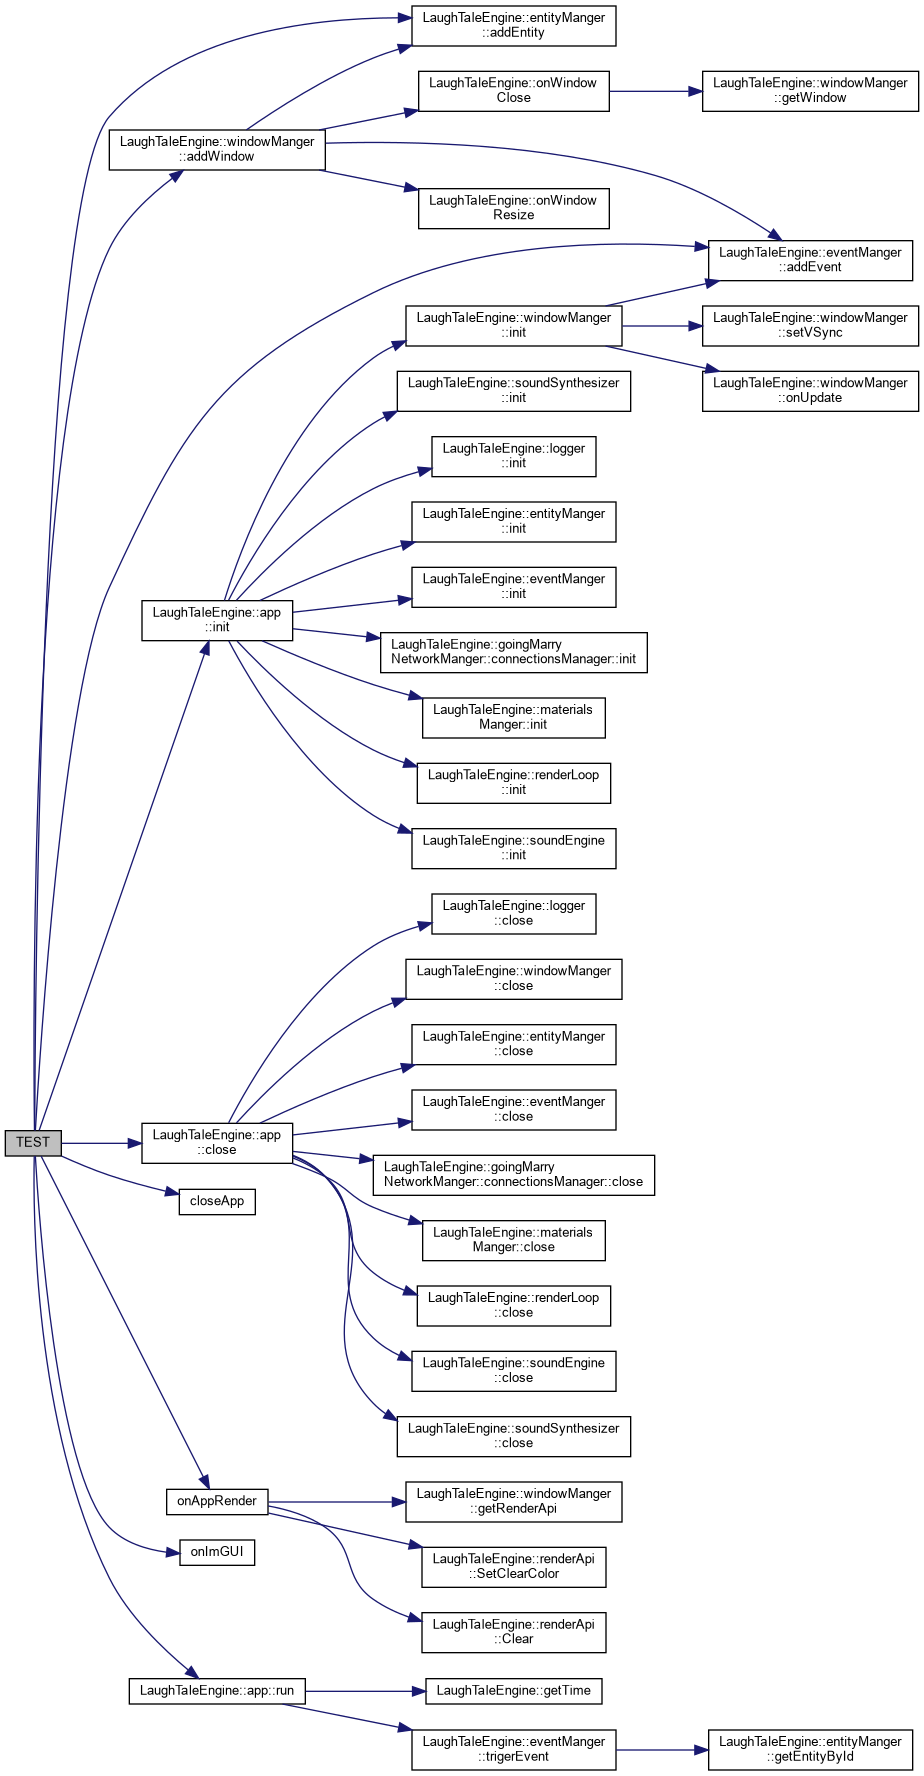 LaughTaleEngine::entityManger
::addEntity
LaughTaleEngine::onWindow
Close
LaughTaleEngine::windowManger
::getWindow
LaughTaleEngine::windowManger
::addWindow
LaughTaleEngine::onWindow
Resize
LaughTaleEngine::eventManger
::addEvent
LaughTaleEngine::windowManger
::init
LaughTaleEngine::windowManger
::setVSync
LaughTaleEngine::windowManger
::onUpdate
LaughTaleEngine::soundSynthesizer
::init
LaughTaleEngine::logger
::init
LaughTaleEngine::entityManger
::init
LaughTaleEngine::eventManger
::init
LaughTaleEngine::app
::init
LaughTaleEngine::goingMarry
NetworkManger::connectionsManager::init
LaughTaleEngine::materials
Manger::init
LaughTaleEngine::renderLoop
::init
LaughTaleEngine::soundEngine
::init
LaughTaleEngine::logger
::close
LaughTaleEngine::windowManger
::close
LaughTaleEngine::entityManger
::close
LaughTaleEngine::eventManger
::close
TEST
LaughTaleEngine::app
::close
LaughTaleEngine::goingMarry
NetworkManger::connectionsManager::close
closeApp
LaughTaleEngine::materials
Manger::close
LaughTaleEngine::renderLoop
::close
LaughTaleEngine::soundEngine
::close
LaughTaleEngine::soundSynthesizer
::close
onAppRender
LaughTaleEngine::windowManger
::getRenderApi
onImGUI
LaughTaleEngine::renderApi
::SetClearColor
LaughTaleEngine::renderApi
::Clear
LaughTaleEngine::app::run
LaughTaleEngine::getTime
LaughTaleEngine::eventManger
::trigerEvent
LaughTaleEngine::entityManger
::getEntityById